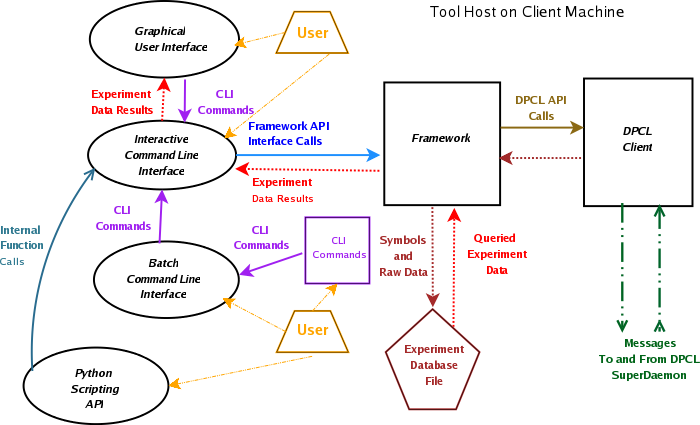 Tool Host on Client Machine
Graphical
User Interface
User
Experiment
Data Results
CLI
Commands
Interactive
Command Line
Interface
Framework API
Interface Calls
Experiment
Data Results
Framework
DPCL API
Calls
DPCL
Client
CLI
Commands
Internal
Function
Calls
Batch
Command Line
Interface
CLI
Commands
CLI
Commands
Symbols
and
Raw Data
Queried
Experiment
Data
User
Experiment
Database
File
Messages
To and From DPCL
SuperDaemon
Python
Scripting
API